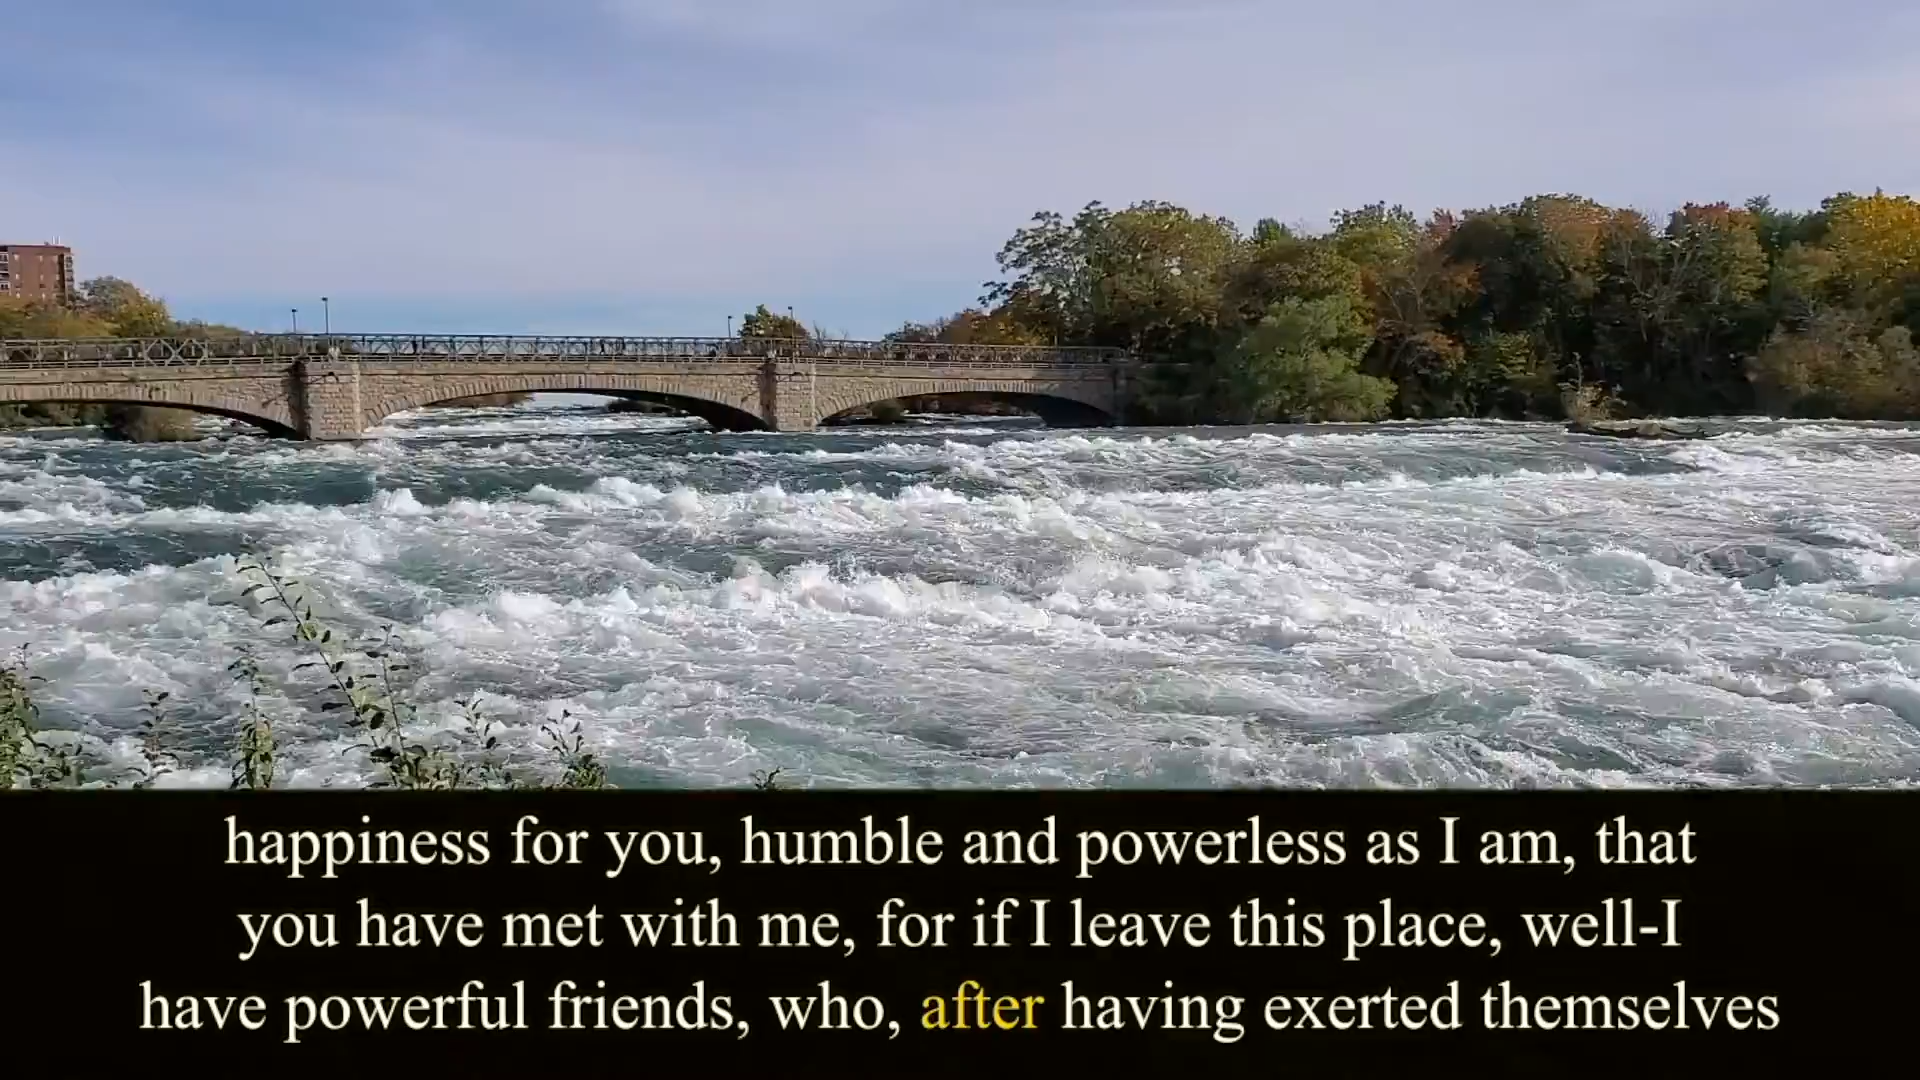 happiness for you, humble and powerless as I am, that
you have met with me, for if I leave this place, well-I
have powerful friends, who, after having exerted themselves